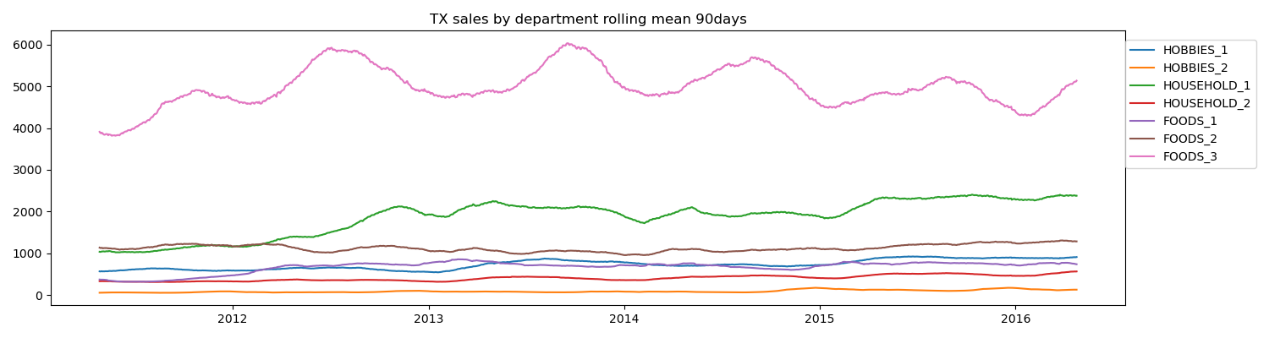 TX sales by department rolling mean 90days
6000
5000
4000
3000
2000
1000
0
2012 2013 2014 2015 2016
HOBBIES_1
HOBBIES_2
HOUSEHOLD_1
HOUSEHOLD_2
FOODS_1
FOODS_2
FOODS_3